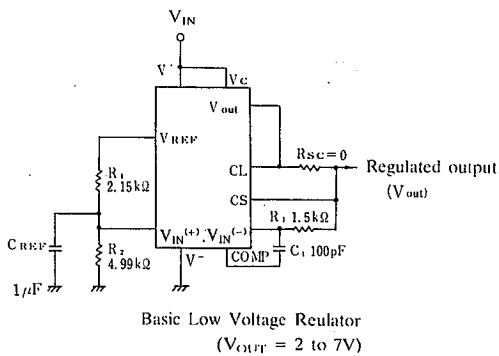 VIN
V+ VC
Vout
VREF
R1
2.15kΩ
CL
Rsc=0
Regulated output
(Vout)
CS
R3 1.5kΩ
VIN(+) VIN(-)
CREF
R2
4.99kΩ
V-
COMP
C1 100pF
1μF
Basic Low Voltage Reulator
(VOUT = 2 to 7V)